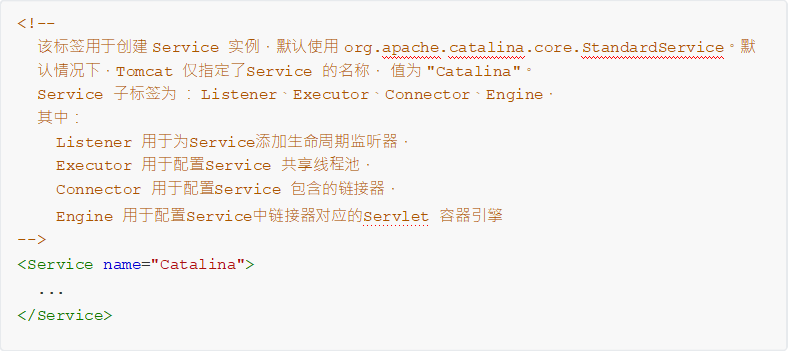 <!--
该标签用于创建 Service 实例，默认使用 org.apache.catalina.core.StandardService。默
认情况下，Tomcat 仅指定了Service 的名称， 值为 "Catalina"。
Service 子标签为 ： Listener、Executor、Connector、Engine，
其中：
Listener 用于为Service添加生命周期监听器，
Executor 用于配置Service 共享线程池，
Connector 用于配置Service 包含的链接器，
Engine 用于配置Service中链接器对应的Servlet 容器引擎
-->
<Service name="Catalina">
...
</Service>